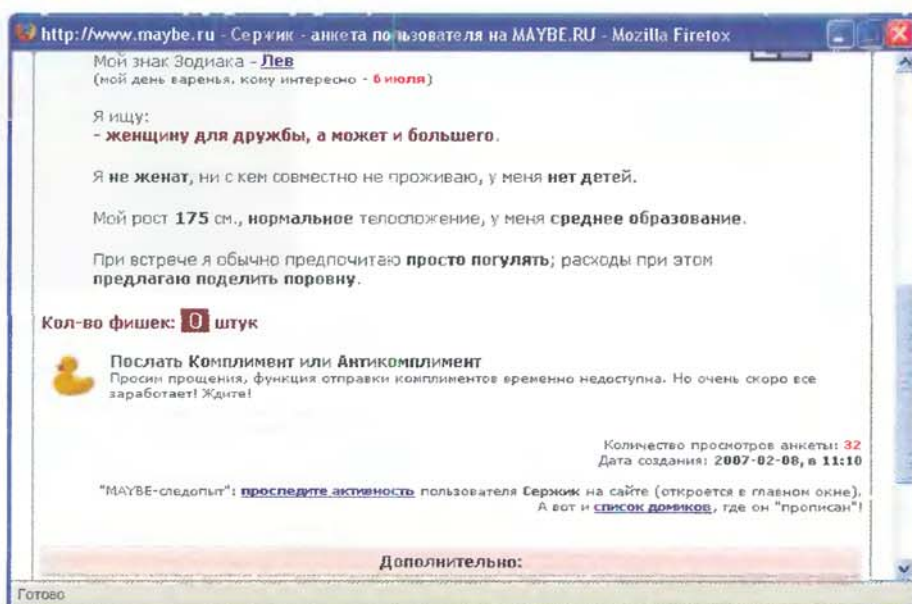 http://www.maybe.ru - Сержик - анкета пользователя на MAYBE.RU - Mozilla Firefox
Мой знак Зодиака - Лев
(мой день варенья, кому интересно - 6 июля)
Я ищу:
- женщину для дружбы, а может и большего.
Я не женат, ни с кем совместно не проживаю, у меня нет детей.
Мой рост 175 см., нормальное телосложение, у меня среднее образование.
При встрече я обычно предпочитаю просто погулять; расходы при этом
предлагаю поделить поровну.
Кол-во фишек: 0 штук
Послать Комплимент или Антикомплимент
Просим прощения, функция отправки комплиментов временно недоступна. Но очень скоро все
заработает! Ждите!
Количество просмотров анкеты: 32
Дата создания: 2007-02-08, в 11:10
"MAYBE-следопыт": проследите активность пользователя Сержик на сайте (откроется в главном окне).
А вот и список домиков, где он "прописан"!
Дополнительно:
Готово